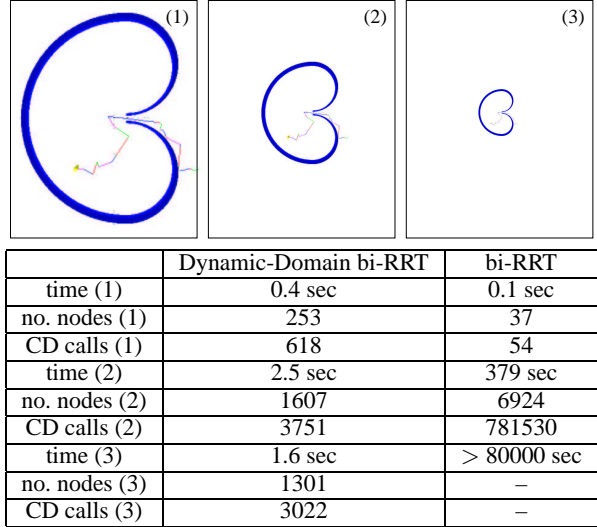 (1) (2) (3)
Dynamic-Domain bi-RRT bi-RRT
time (1) 0.4 sec 0.1 sec
no. nodes (1) 253 37
CD calls (1) 618 54
time (2) 2.5 sec 379 sec
no. nodes (2) 1607 6924
CD calls (2) 3751 781530
time (3) 1.6 sec > 80000 sec
no. nodes (3) 1301 –
CD calls (3) 3022 –